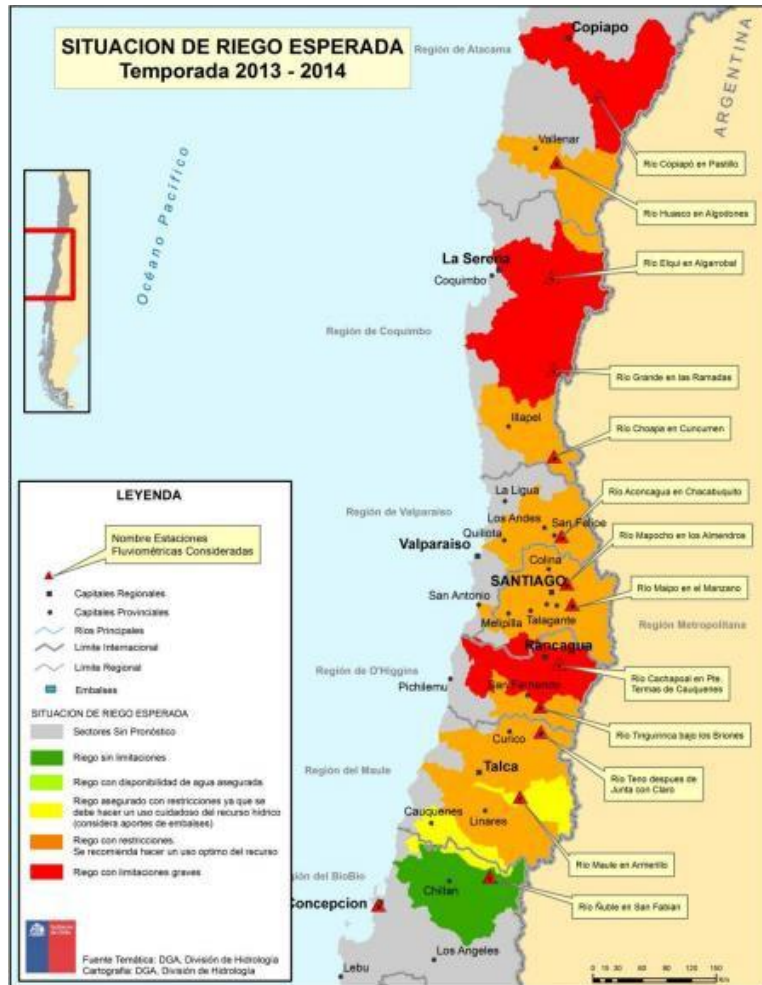 SITUACION DE RIEGO ESPERADA
Temporada 2013 - 2014
Copiapo
Región de Atacama
ARGENTINA
Vallenar
Río Copiapó en Pastillo
Océano Pacífico
Río Huasco en Algodones
La Serena
Coquimbo
Río Elqui en Algarrobal
Región de Coquimbo
Río Grande en las Ramadas
Illapel
Río Choapa en Cuncumen
La Ligua
Región de Valparaiso
Los Andes
San Felipe
Quillota
Río Aconcagua en Chacabuquito
Valparaiso
Colina
Río Mapocho en los Almendros
SANTIAGO
San Antonio
Talagante
Melipilla
Río Maipo en el Manzano
Región Metropolitana
Rancagua
Región de O'Higgins
Pichilemu
San Fernando
Río Cachapoal en Pte.
Termas de Cauquenes
Río Tinguiririca bajo los Briones
Curico
Región del Maule
Talca
Río Teno despues de
Junta con Claro
Cauquenes
Linares
Río Maule en Armerillo
gión del BioBio
Chillan
Concepcion
Río Ñuble en San Fabian
Los Angeles
Lebu
LEYENDA
Nombre Estaciones
Fluviométricas Consideradas
Capitales Regionales
Capitales Provinciales
Ríos Principales
Límite Internacional
Límite Regional
Embalses
SITUACION DE RIEGO ESPERADA
Sectores Sin Pronóstico
Riego sin limitaciones
Riego con disponibilidad de agua asegurada
Riego asegurado con restricciones ya que se
debe hacer un uso cuidadoso del recurso hídrico
(considera aportes de embalses)
Riego con restricciones.
Se recomienda hacer un uso optimo del recurso
Riego con limitaciones graves
Fuente Temática: DGA, División de Hidrología
Cartografía: DGA, División de Hidrología